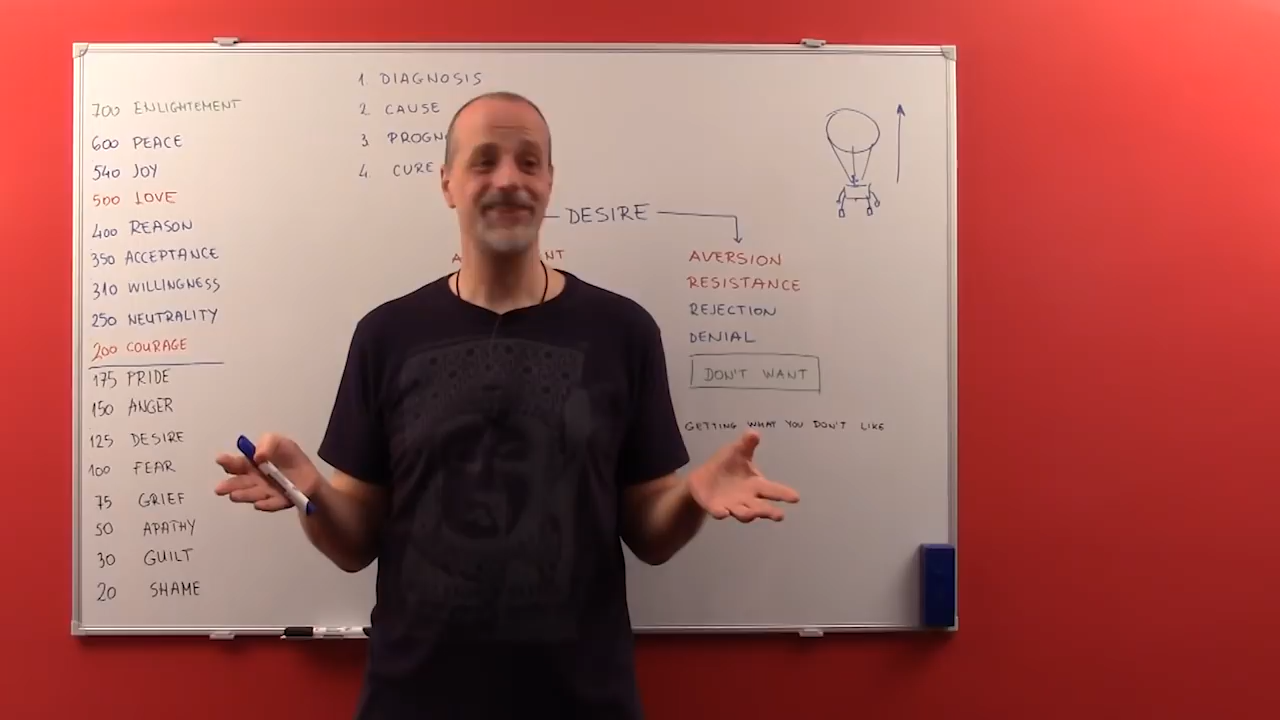 700 ENLIGHTEMENT
600 PEACE
540 JOY
500 LOVE
400 REASON
350 ACCEPTANCE
310 WILLINGNESS
250 NEUTRALITY
200 COURAGE
175 PRIDE
150 ANGER
125 DESIRE
100 FEAR
75 GRIEF
50 APATHY
30 GUILT
20 SHAME
1. DIAGNOSIS
2. CAUSE
3. PROGN
4. CURE
DESIRE
A NT
AVERSION
RESISTANCE
REJECTION
DENIAL
DON'T WANT
GETTING WHAT YOU DON'T LIKE